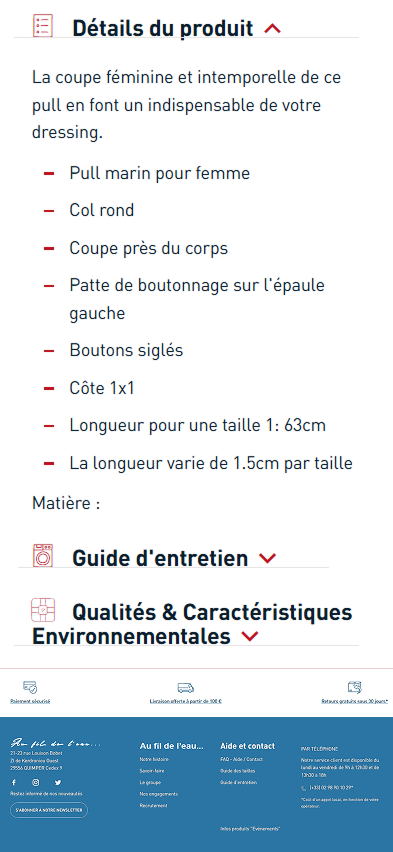 Détails du produit
La coupe féminine et intemporelle de ce
pull en font un indispensable de votre
dressing.
Pull marin pour femme
Col rond
Coupe près du corps
Patte de boutonnage sur l'épaule
gauche
Boutons siglés
Côte 1x1
Longueur pour une taille 1: 63cm
La longueur varie de 1.5cm par taille
Matière :
Guide d'entretien
Qualités & Caractéristiques
Environnementales
Paiement sécurisé
Livraison offerte à partir de 100 €
Retours gratuits sous 30 jours*
Au fil de l'eau...
21-23 rue Louison Bobet
ZI de Kerdroniou Ouest
29556 QUIMPER Cedex 9
Restez informé de nos nouveautés
S'ABONNER A NOTRE NEWSLETTER
Au fil de l'eau...
Notre histoire
Savoir-faire
Le groupe
Nos engagements
Recrutement
Aide et contact
FAQ - Aide / Contact
Guide des tailles
Guide d'entretien
Infos produits "Evènements"
PAR TÉLÉPHONE
Notre service client est disponible du
lundi au vendredi de 9h à 12h30 et de
13h30 à 18h
(+33) 02 98 90 10 29*
*Coût d'un appel local, en fonction de votre
opérateur.